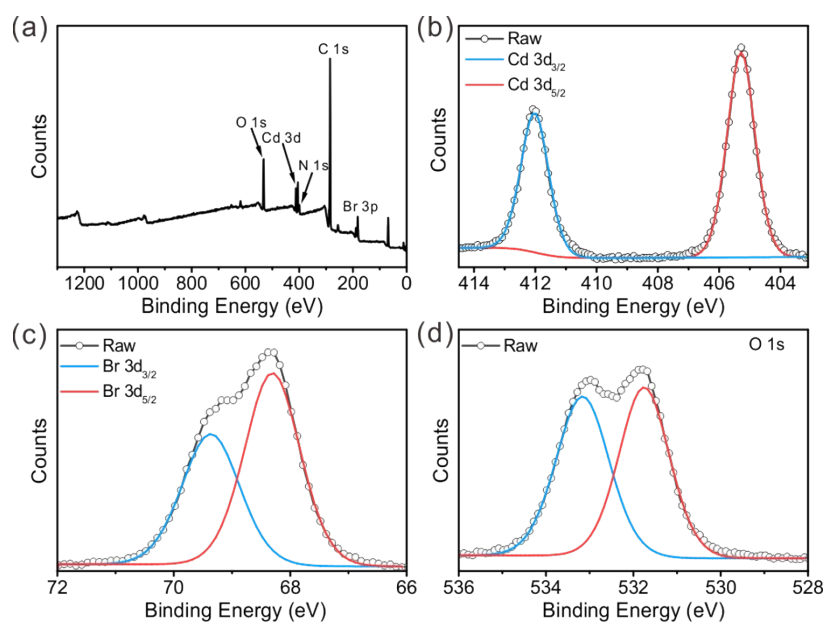 (a)
C 1s
O 1s
Cd 3d
N 1s
Br 3p
Counts
1200 1000 800 600 400 200 0
Binding Energy (eV)
(b)
Raw
Cd 3d3/2
Cd 3d5/2
Counts
414 412 410 408 406 404
Binding Energy (eV)
(c)
Raw
Br 3d3/2
Br 3d5/2
Counts
72 70 68 66
Binding Energy (eV)
(d)
Raw
O 1s
Counts
536 534 532 530 528
Binding Energy (eV)